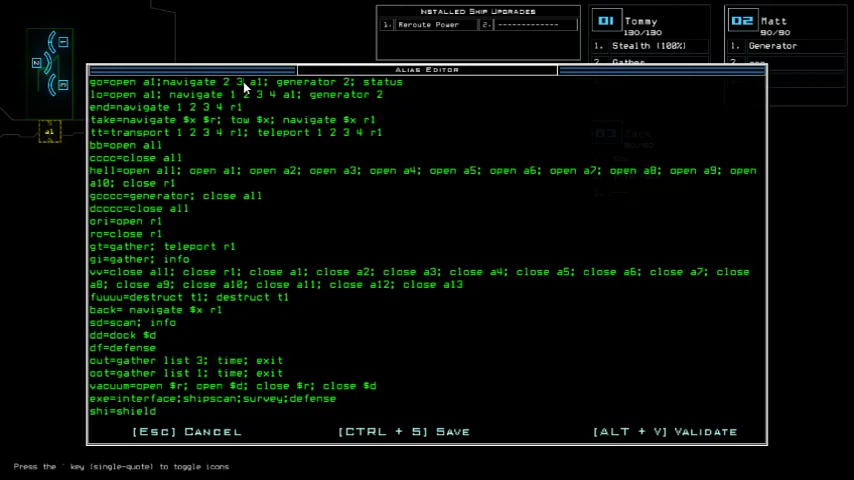 Installed Ship Upgrades
1. Reroute Power 2. --------------
01 Tommy
130/130
1. Stealth (100%)
2. Gather
02 Matt
90/90
1. Generator
Alias Editor
go=open a1;navigate 2 3 a1; generator 2; status
lo=open a1; navigate 1 2 3 4 a1; generator 2
end=navigate 1 2 3 4 r1
take=navigate $x $r; tow $x; navigate $x r1
tt=transport 1 2 3 4 r1; teleport 1 2 3 4 r1
bb=open all
cccc=close all
hell=open all; open a1; open a2; open a3; open a4; open a5; open a6; open a7; open a8; open a9; open
a10; close r1
gcccc=generator; close all
dcccc=close all
ori=open r1
ro=close r1
gt=gather; teleport r1
gi=gather; info
vv=close all; close r1; close a1; close a2; close a3; close a4; close a5; close a6; close a7; close
a8; close a9; close a10; close a11; close a12; close a13
fuuuu=destruct t1; destruct t1
back= navigate $x r1
sd=scan; info
dd=dock $d
df=defense
out=gather list 3; time; exit
oot=gather list 1; time; exit
vacuum=open $r; open $d; close $r; close $d
exe=interface;shipscan;survey;defense
shi=shield
[Esc] Cancel [CTRL + S] Save [ALT + V] Validate
Press the ` key (single-quote) to toggle icons
1
2
3
a1